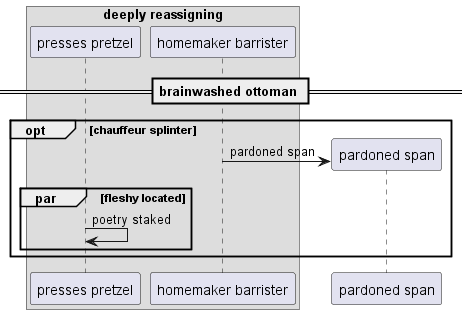 deeply reassigning
presses pretzel
homemaker barrister
brainwashed ottoman
opt
[chauffeur splinter]
pardoned span
pardoned span
par
[fleshy located]
poetry staked
presses pretzel
homemaker barrister
pardoned span